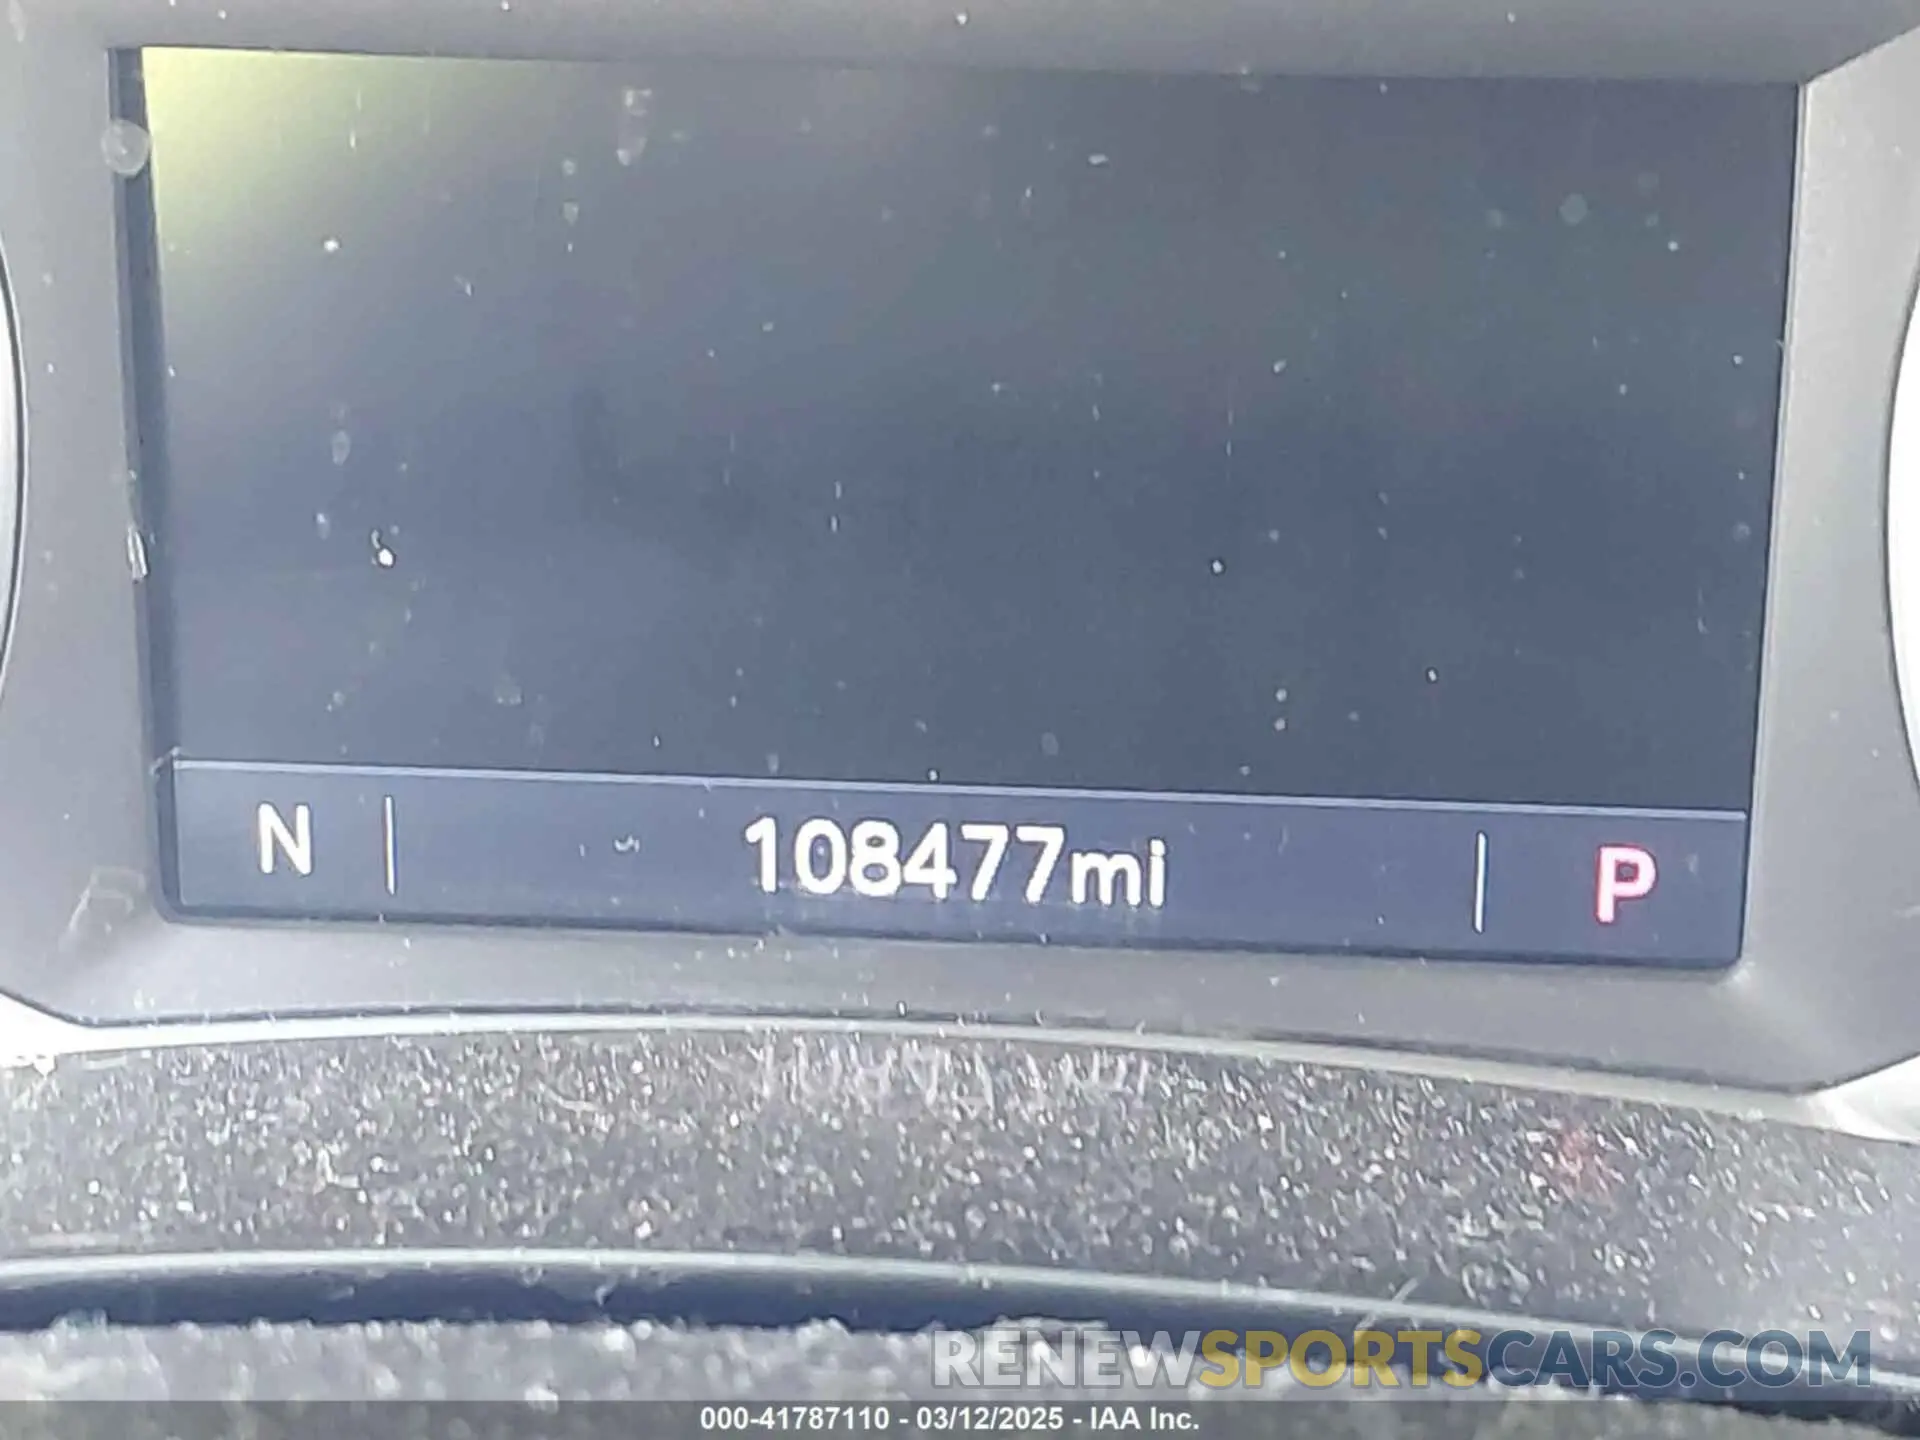 N 108477mi P
RENEWSPORTSCARS.COM
000-41787110 - 03/12/2025 - IAA Inc.